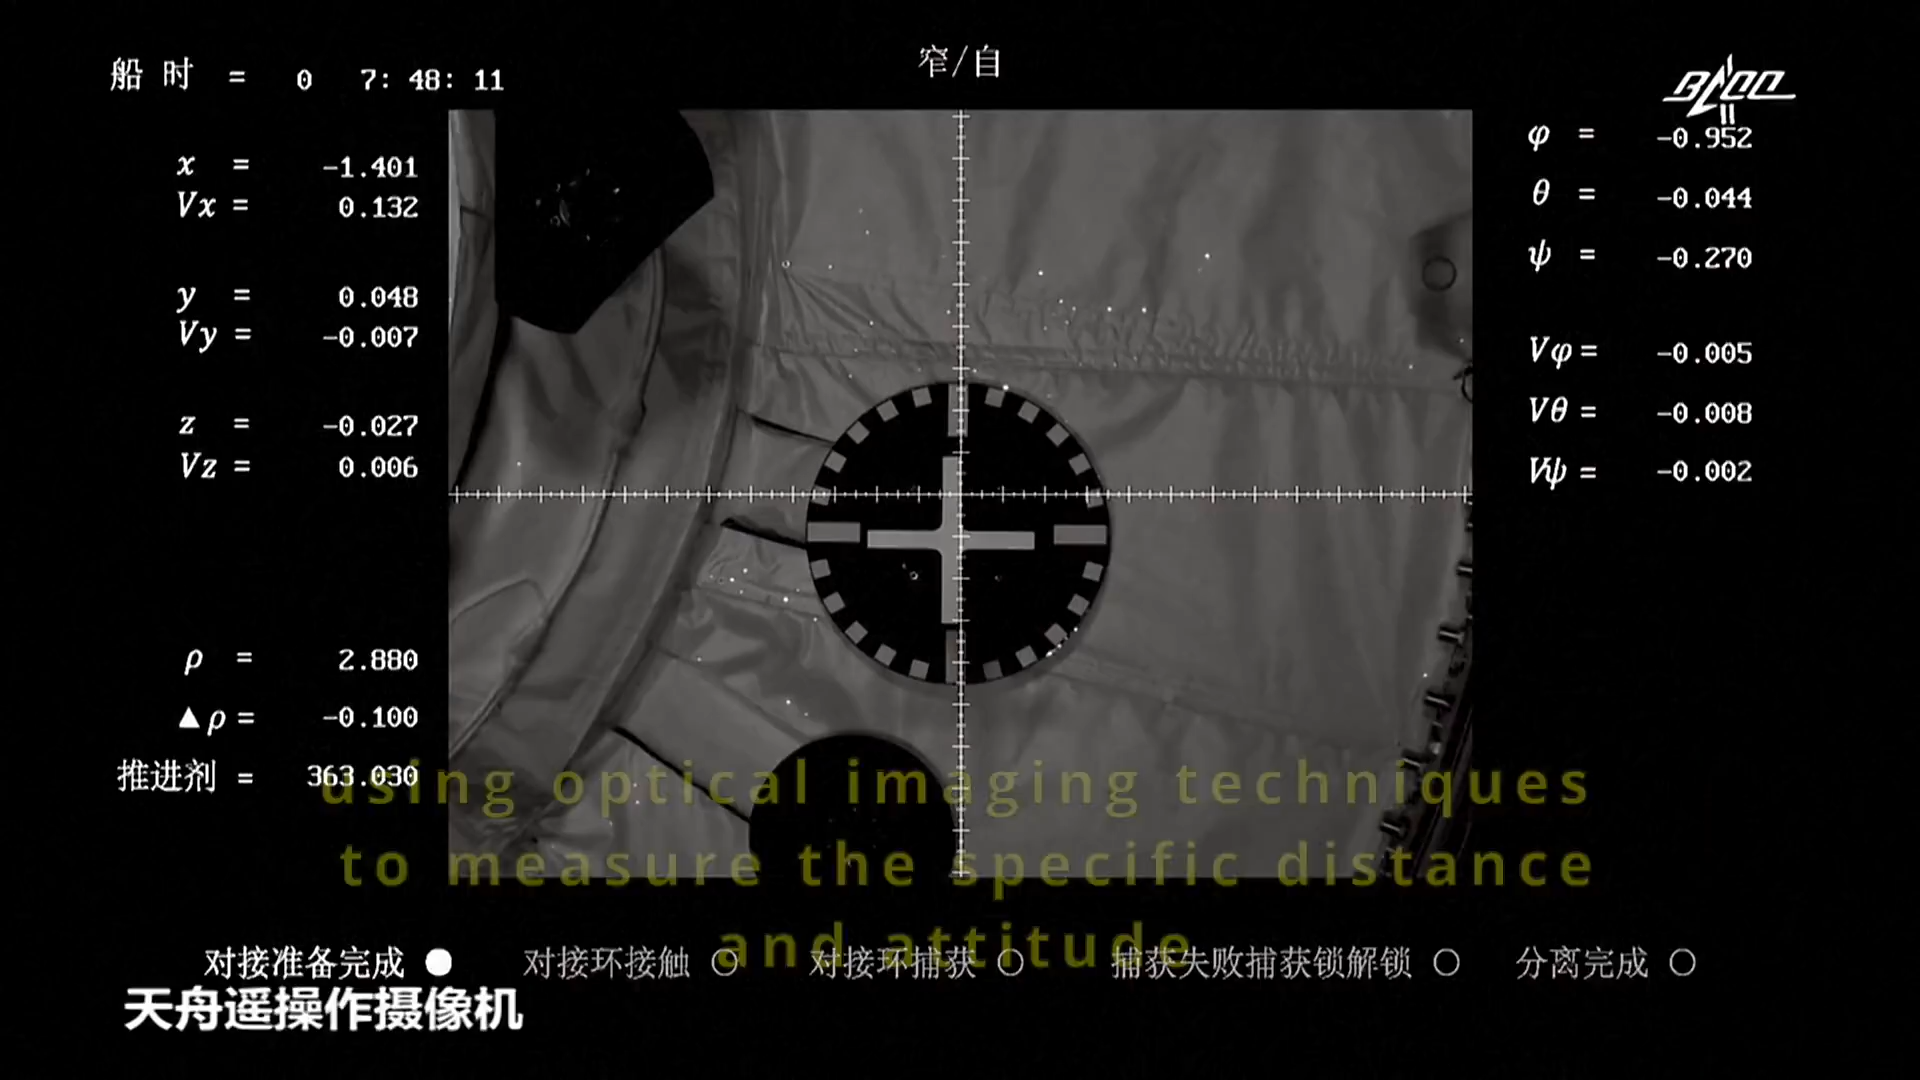 窄/自
船时 = 0 7: 48: 11
x = -1.401
Vx = 0.132
y = 0.048
Vy = -0.007
z = -0.027
Vz = 0.006
ρ = 2.880
▲ρ = -0.100
推进剂 = 363.030
BACC
φ = -0.952
θ = -0.044
ψ = -0.270
Vφ = -0.005
Vθ = -0.008
Vψ = -0.002
using optical imaging techniques
to measure the specific distance
and attitude
对接准备完成 对接环接触 对接环捕获 捕获失败捕获锁解锁 分离完成
天舟遥操作摄像机